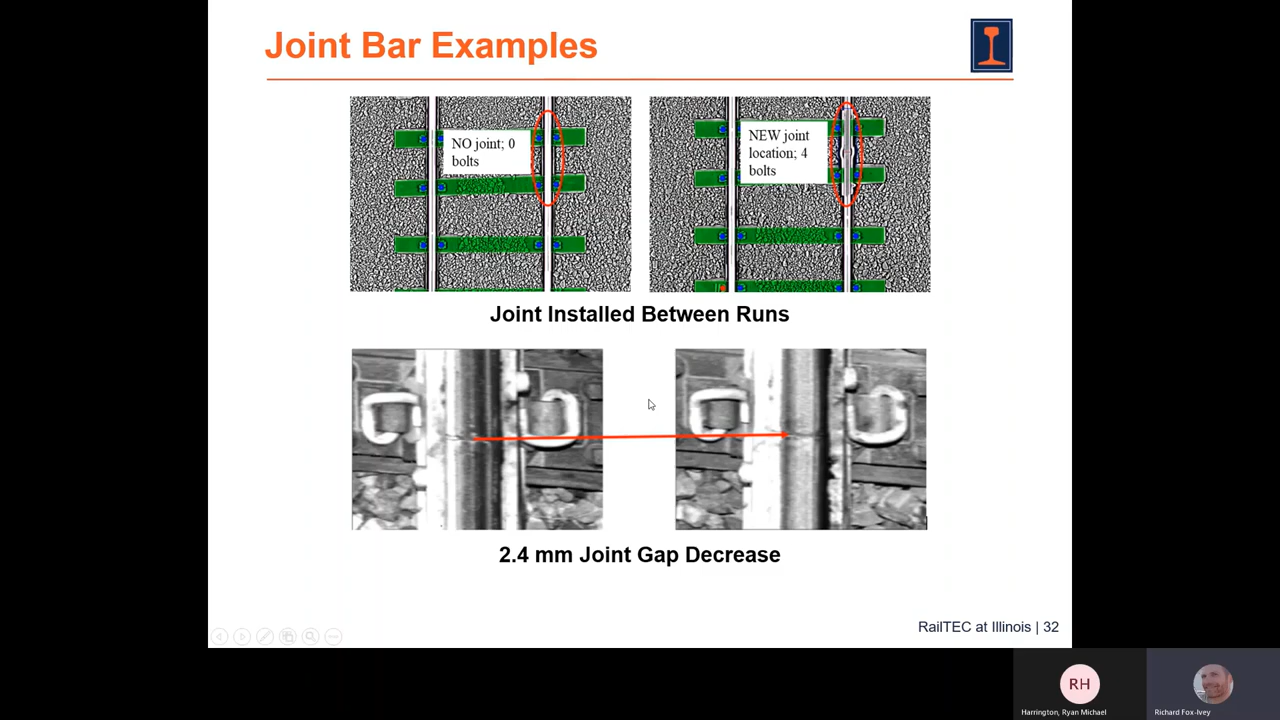 Joint Bar Examples
NO joint; 0
bolts
NEW joint
location; 4
bolts
Joint Installed Between Runs
2.4 mm Joint Gap Decrease
RailTEC at Illinois | 32
RH
Harrington, Ryan Michael
Richard Fox-Ivey